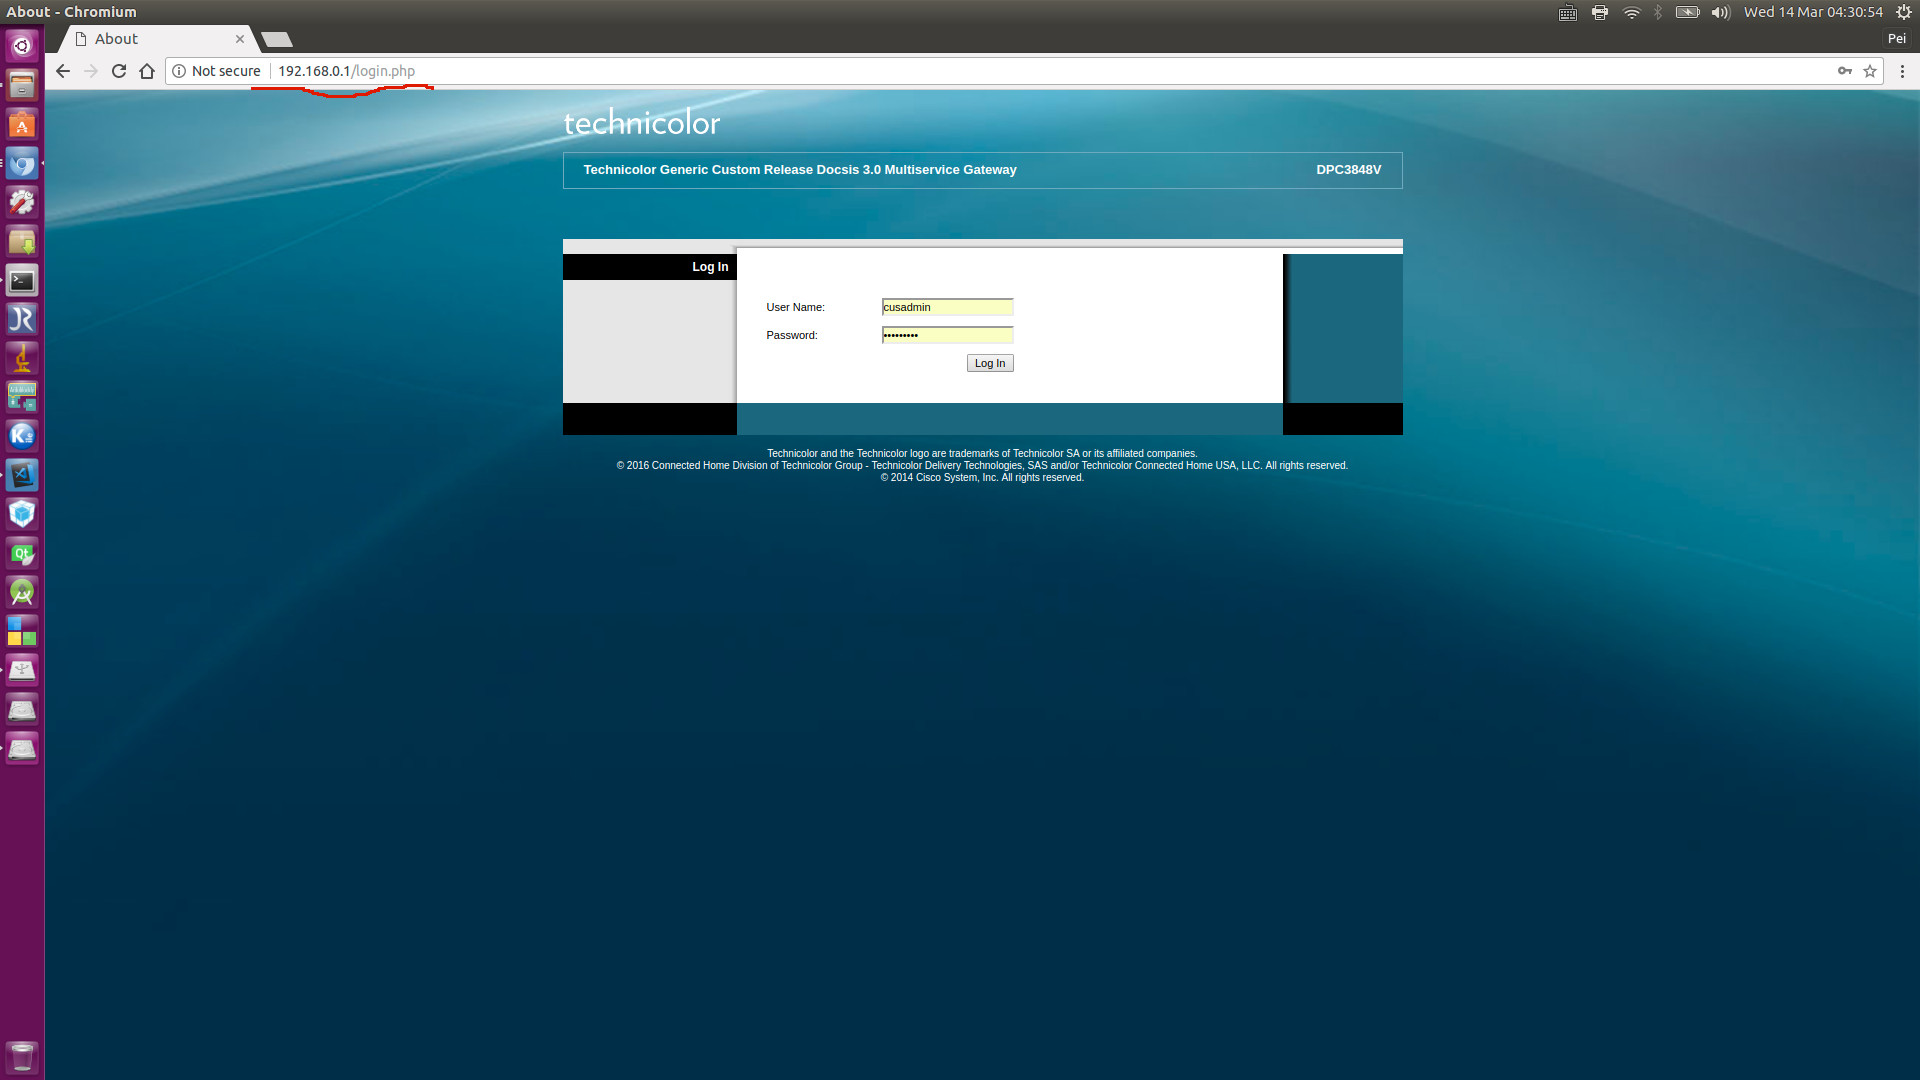 About - Chromium
Wed 14 Mar 04:30:54
About
Pei
Not secure
192.168.0.1/login.php
technicolor
Technicolor Generic Custom Release Docsis 3.0 Multiservice Gateway
DPC3848V
Log In
User Name:
cusadmin
Password:
•••••••••
Log In
Technicolor and the Technicolor logo are trademarks of Technicolor SA or its affiliated companies.
© 2016 Connected Home Division of Technicolor Group - Technicolor Delivery Technologies, SAS and/or Technicolor Connected Home USA, LLC. All rights reserved.
© 2014 Cisco System, Inc. All rights reserved.